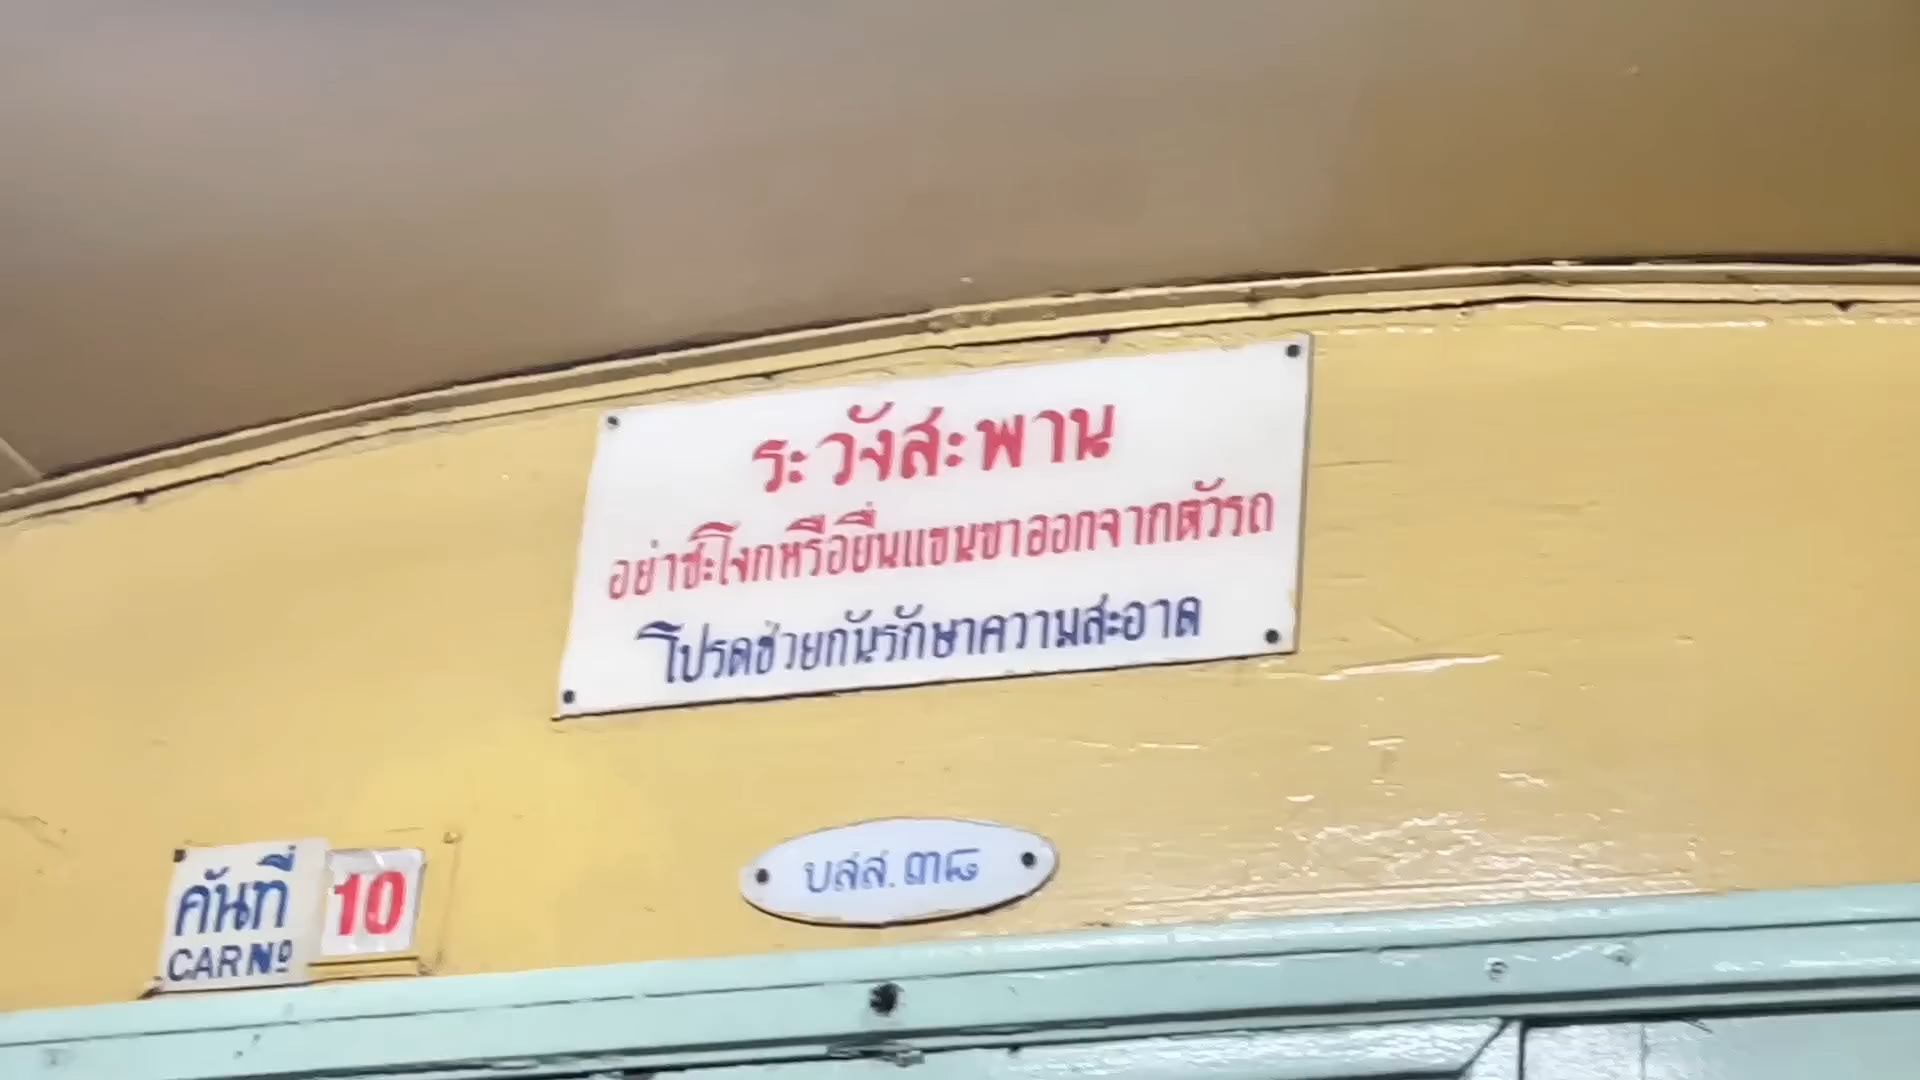 ระวังสะพาน
อย่าชะโงกหรือยื่นแขนขาออกจากตัวรถ
โปรดช่วยกันรักษาความสะอาด
คันที่ 10
CAR Nº
บสส. ๓๘